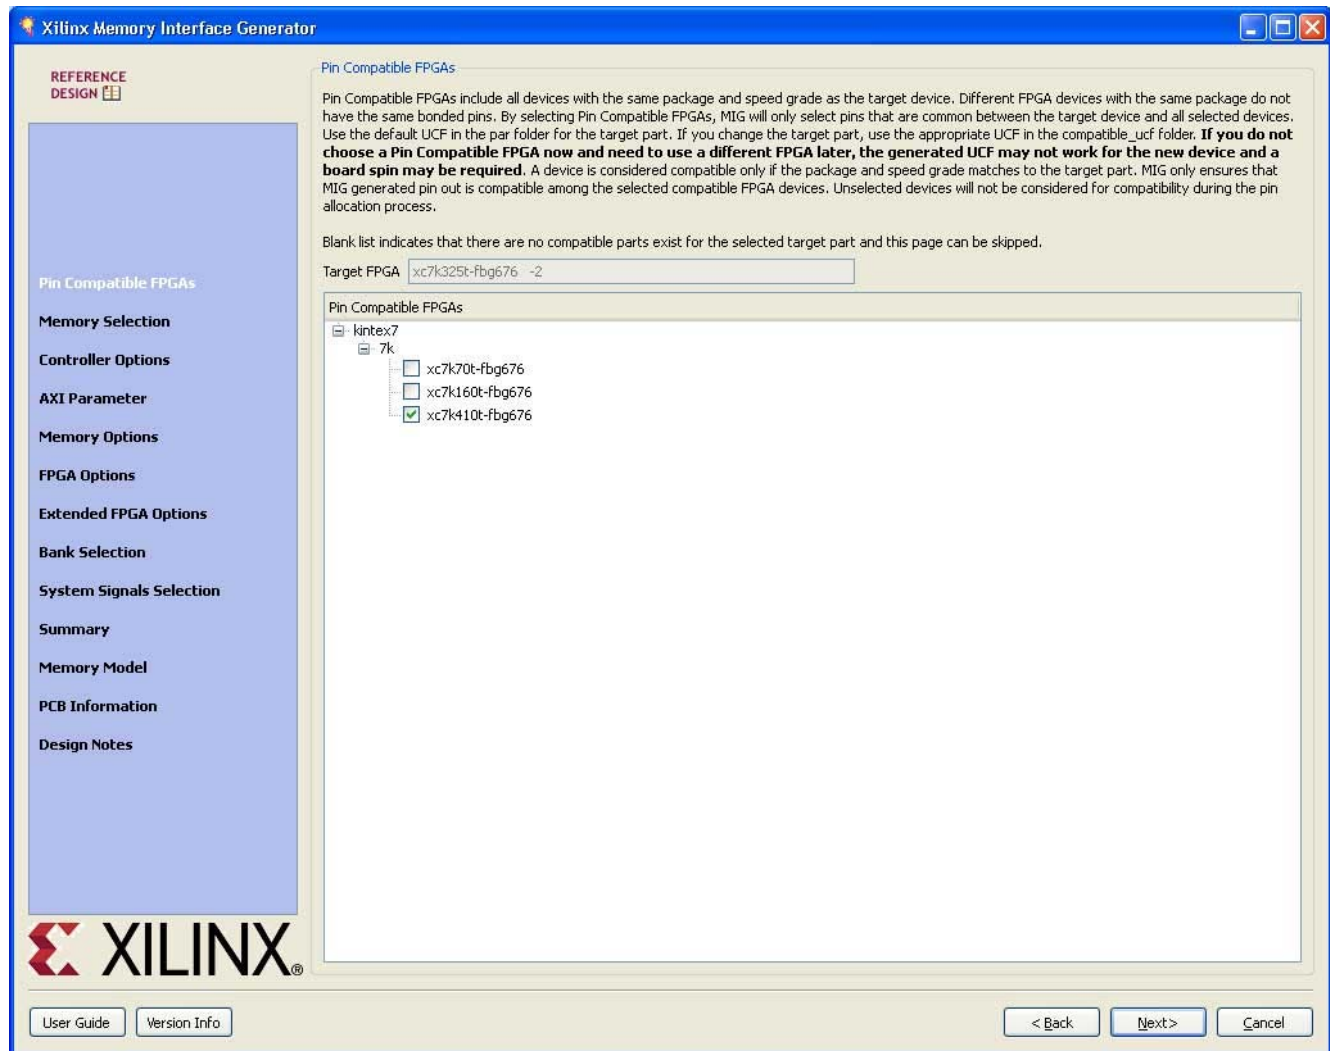 Xilinx Memory Interface Generator
REFERENCE
DESIGN
Pin Compatible FPGAs
Memory Selection
Controller Options
AXI Parameter
Memory Options
FPGA Options
Extended FPGA Options
Bank Selection
System Signals Selection
Summary
Memory Model
PCB Information
Design Notes
XILINX®
Pin Compatible FPGAs
Pin Compatible FPGAs include all devices with the same package and speed grade as the target device. Different FPGA devices with the same package do not
have the same bonded pins. By selecting Pin Compatible FPGAs, MIG will only select pins that are common between the target device and all selected devices.
Use the default UCF in the par folder for the target part. If you change the target part, use the appropriate UCF in the compatible_ucf folder. If you do not
choose a Pin Compatible FPGA now and need to use a different FPGA later, the generated UCF may not work for the new device and a
board spin may be required. A device is considered compatible only if the package and speed grade matches to the target part. MIG only ensures that
MIG generated pin out is compatible among the selected compatible FPGA devices. Unselected devices will not be considered for compatibility during the pin
allocation process.
Blank list indicates that there are no compatible parts exist for the selected target part and this page can be skipped.
Target FPGA xc7k325t-fbg676 -2
Pin Compatible FPGAs
kintex7
7k
xc7k70t-fbg676
xc7k160t-fbg676
xc7k410t-fbg676
User Guide Version Info < Back Next> Cancel